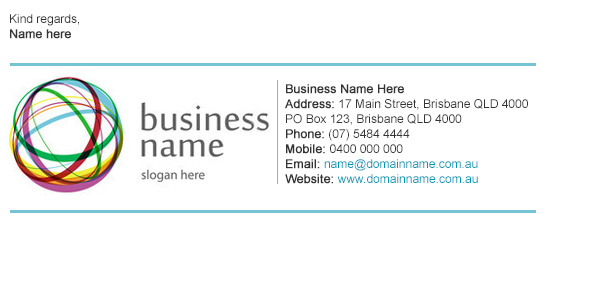 Kind regards,
Name here
business
name
slogan here
Business Name Here
Address: 17 Main Street, Brisbane QLD 4000
PO Box 123, Brisbane QLD 4000
Phone: (07) 5484 4444
Mobile: 0400 000 000
Email: name@domainname.com.au
Website: www.domainname.com.au